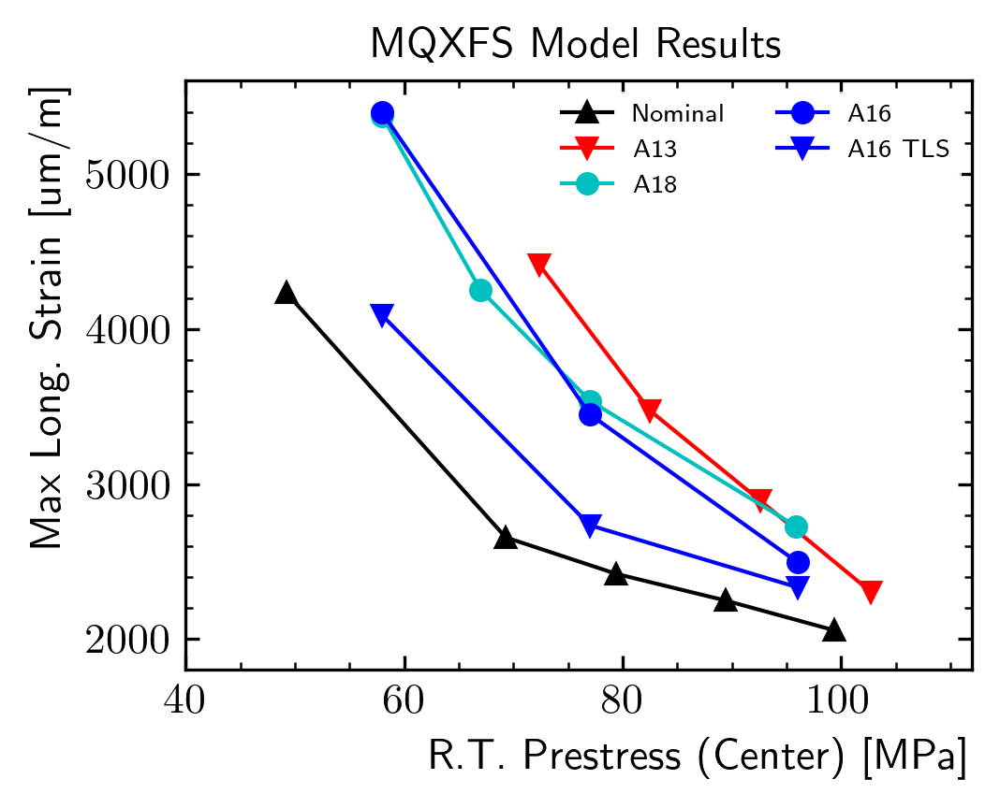 MQXFS Model Results
Nominal
A13
A18
A16
A16 TLS
Max Long. Strain [um/m]
5000
4000
3000
2000
40 60 80 100
R.T. Prestress (Center) [MPa]